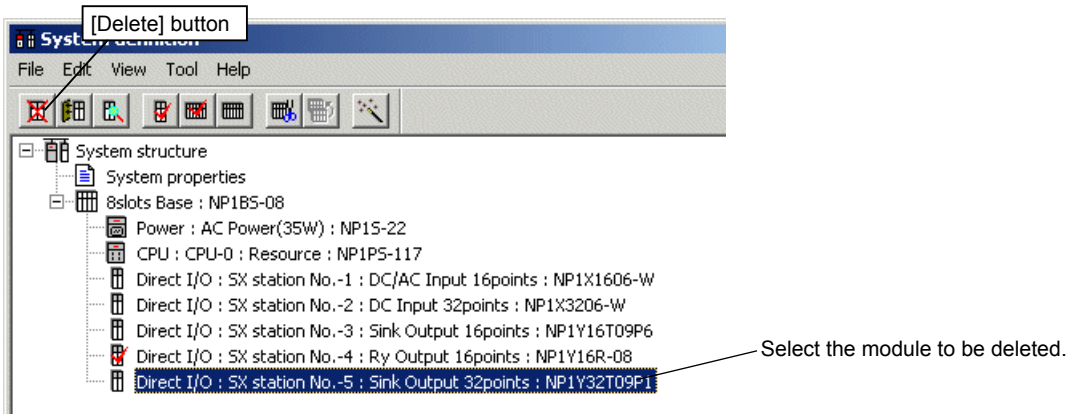 [Delete] button
System definition
File Edit View Tool Help
System structure
System properties
8slots Base : NP1BS-08
Power : AC Power(35W) : NP1S-22
CPU : CPU-0 : Resource : NP1PS-117
Direct I/O : SX station No.-1 : DC/AC Input 16points : NP1X1606-W
Direct I/O : SX station No.-2 : DC Input 32points : NP1X3206-W
Direct I/O : SX station No.-3 : Sink Output 16points : NP1Y16T09P6
Direct I/O : SX station No.-4 : Ry Output 16points : NP1Y16R-08
Select the module to be deleted.
Direct I/O : SX station No.-5 : Sink Output 32points : NP1Y32T09P1